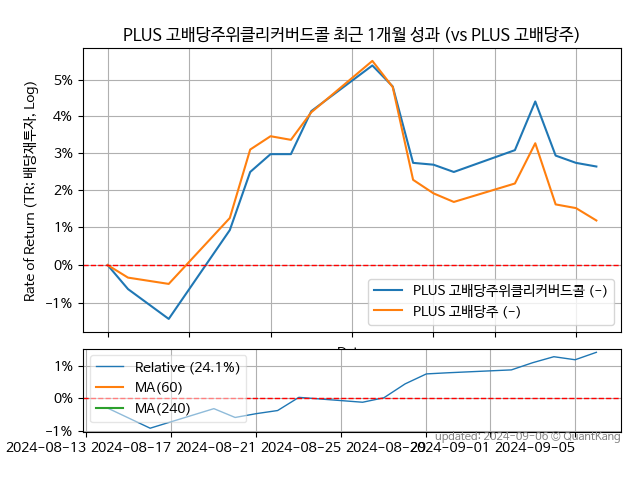 PLUS 고배당주위클리커버드콜 최근 1개월 성과 (vs PLUS 고배당주)
Rate of Return (TR: 배당재투자, Log)
5%
4%
3%
2%
1%
0%
−1%
PLUS 고배당주위클리커버드콜 (-)
PLUS 고배당주 (-)
1%
0%
−1%
Relative (24.1%)
MA(60)
MA(240)
updated: 2024-09-06 © QuantKang
2024-08-13 2024-08-17 2024-08-21 2024-08-25 2024-08-29 2024-09-01 2024-09-05